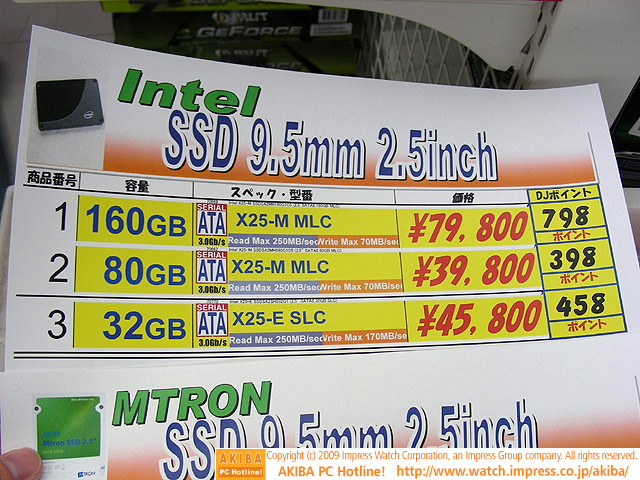 PALIT
GEFORCE
Intel
SSD 9.5mm 2.5inch
商品番号 容量 スペック・型番 価格 DJポイント
1 160GB SERIAL ATA 3.0Gb/s X25-M MLC ¥79,800 798 ポイント
Read Max 250MB/sec Write Max 70MB/sec
2 80GB SERIAL ATA 3.0Gb/s X25-M MLC ¥39,800 398 ポイント
Read Max 250MB/sec Write Max 70MB/sec
3 32GB SERIAL ATA 3.0Gb/s X25-E SLC ¥45,800 458 ポイント
Read Max 250MB/sec Write Max 170MB/sec
MTRON
SSD 9.5mm 2.5inch
Mtron SSD 2.5"
MTRON
AKIBA PC Hotline!
Copyright (c) 2009 Impress Watch Corporation, an Impress Group company. All rights reserved.
AKIBA PC Hotline! http://www.watch.impress.co.jp/akiba/